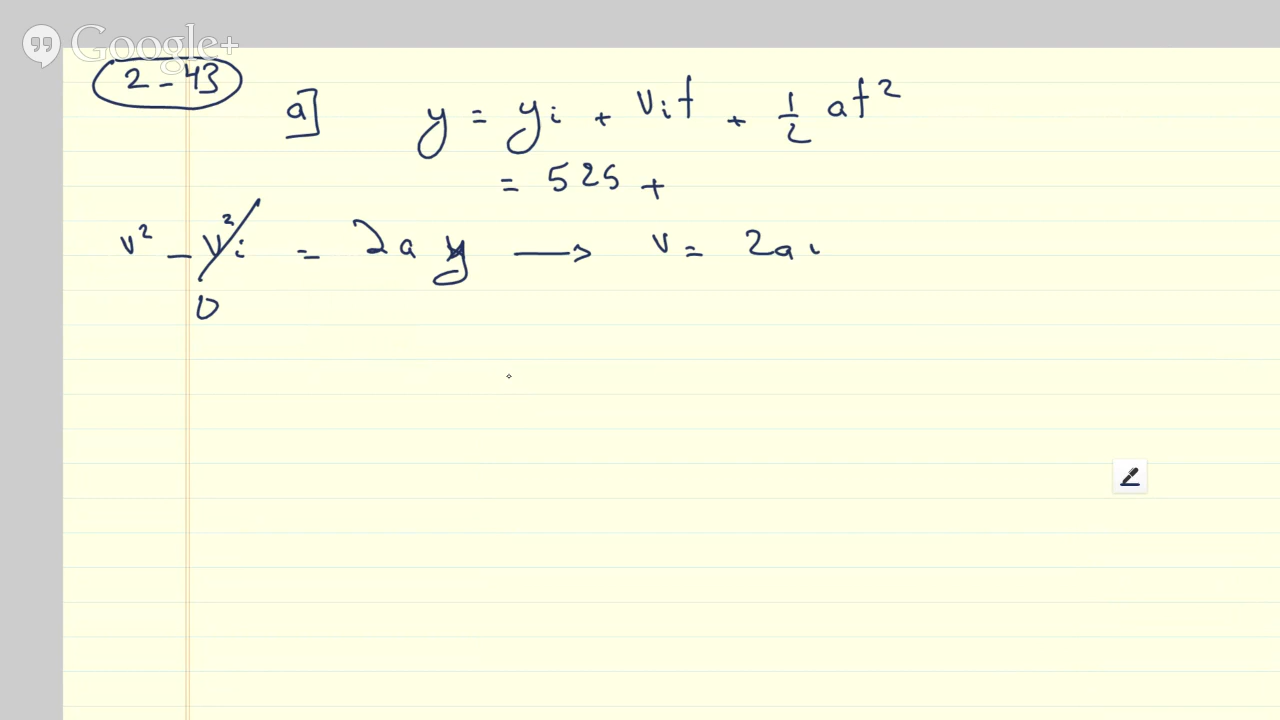 Google+
2 - 43
a] y = yi + vit + 1/2 at²
= 525 +
v² - vi² = 2ay → v = 2a
0